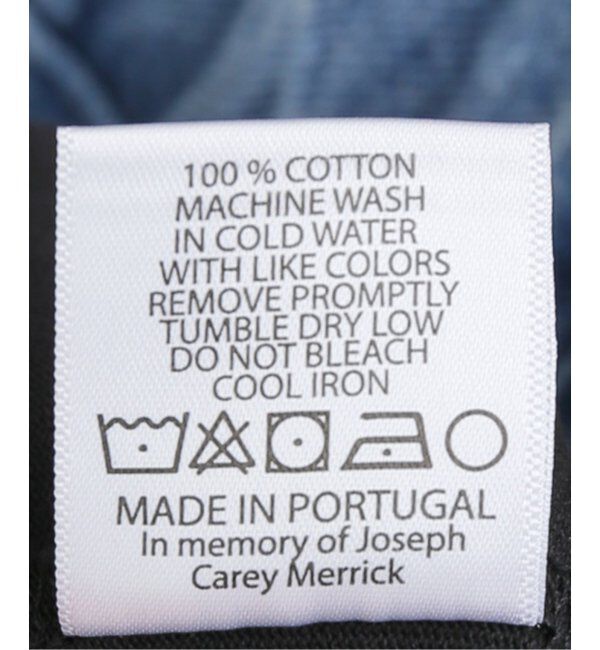 100 % COTTON
MACHINE WASH
IN COLD WATER
WITH LIKE COLORS
REMOVE PROMPTLY
TUMBLE DRY LOW
DO NOT BLEACH
COOL IRON
MADE IN PORTUGAL
In memory of Joseph
Carey Merrick